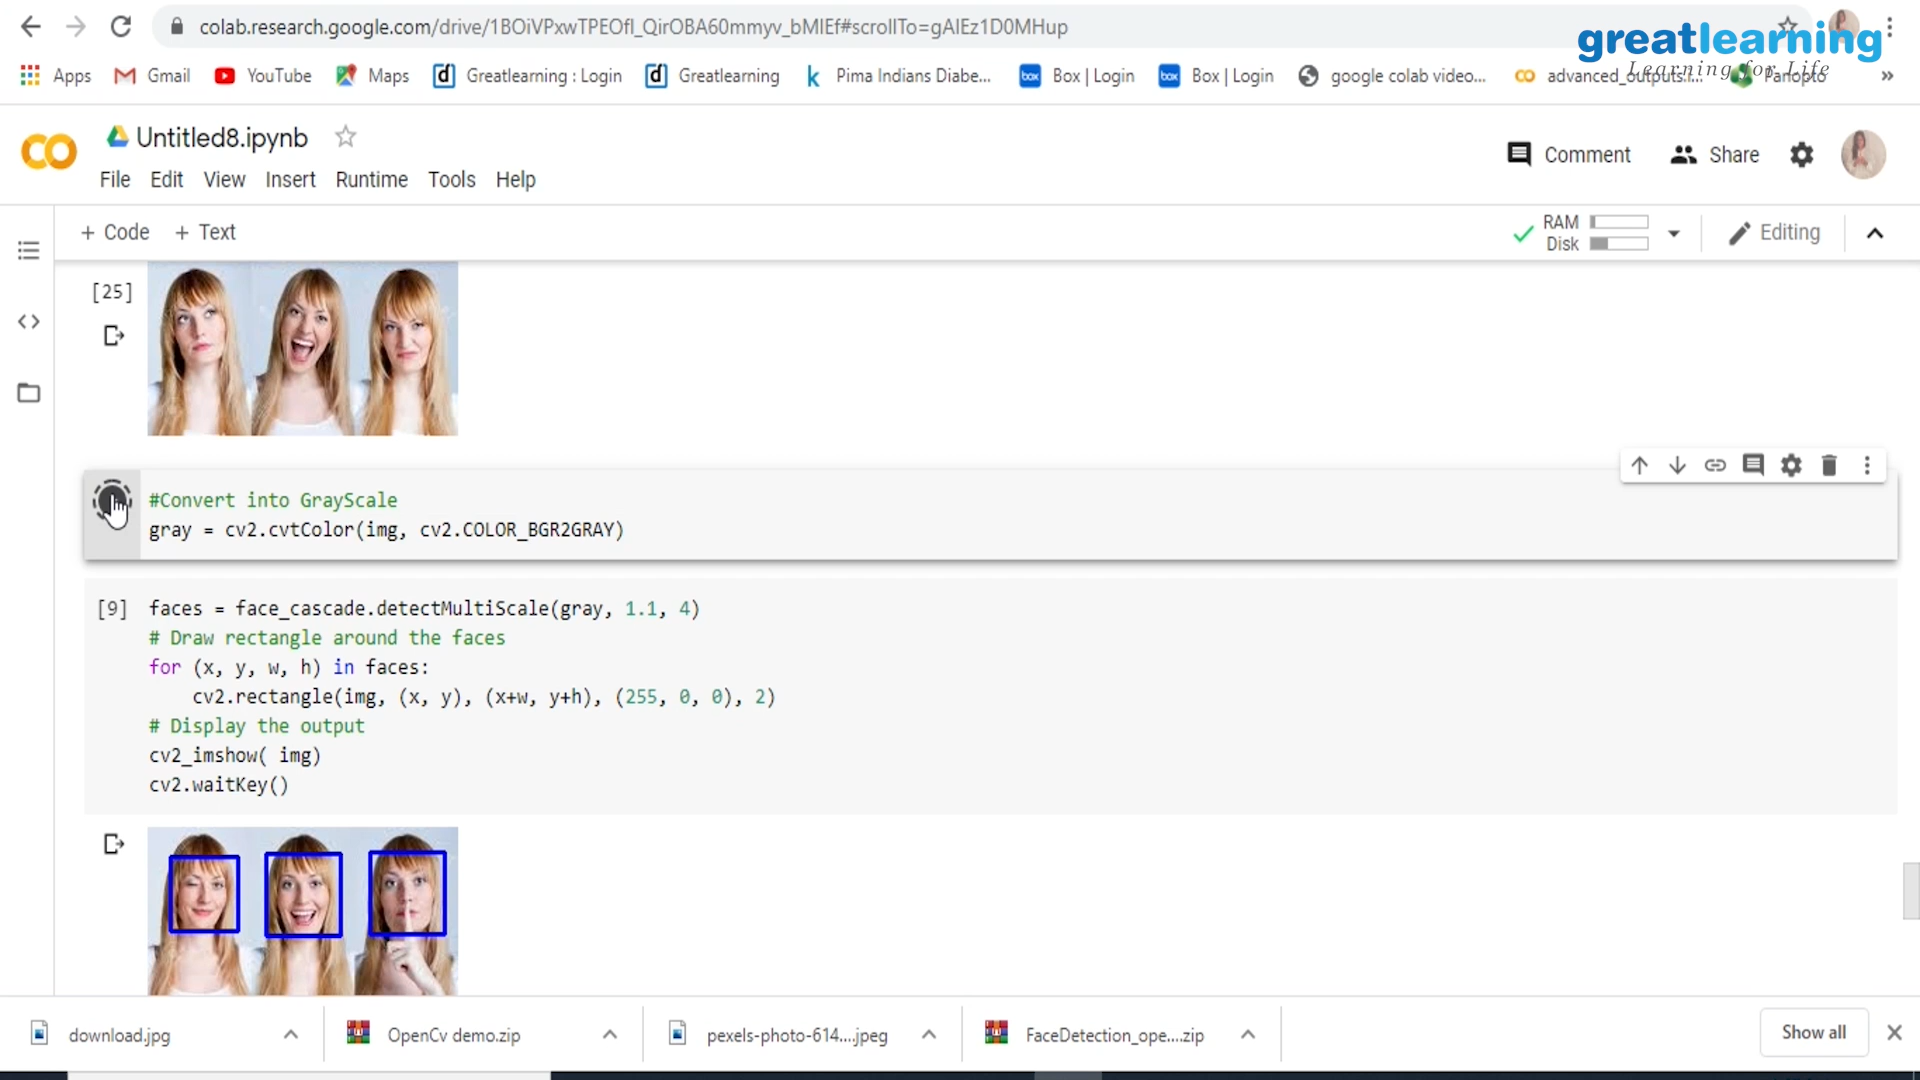 colab.research.google.com/drive/1BOiVPxwTPEOfI_QirOBA60mmyv_bMIEf#scrollTo=gAIEz1D0MHup
greatlearning
Learning for Life
Apps Gmail YouTube Maps Greatlearning : Login Greatlearning Pima Indians Diabe... Box | Login Box | Login google colab video... advanced_outputs.i... Panopto »
Untitled8.ipynb
Comment Share
File Edit View Insert Runtime Tools Help
+ Code + Text
RAM
Disk
Editing
[25]
#Convert into GrayScale
gray = cv2.cvtColor(img, cv2.COLOR_BGR2GRAY)
[9] faces = face_cascade.detectMultiScale(gray, 1.1, 4)
# Draw rectangle around the faces
for (x, y, w, h) in faces:
cv2.rectangle(img, (x, y), (x+w, y+h), (255, 0, 0), 2)
# Display the output
cv2_imshow( img)
cv2.waitKey()
download.jpg OpenCv demo.zip pexels-photo-614....jpeg FaceDetection_ope....zip Show all